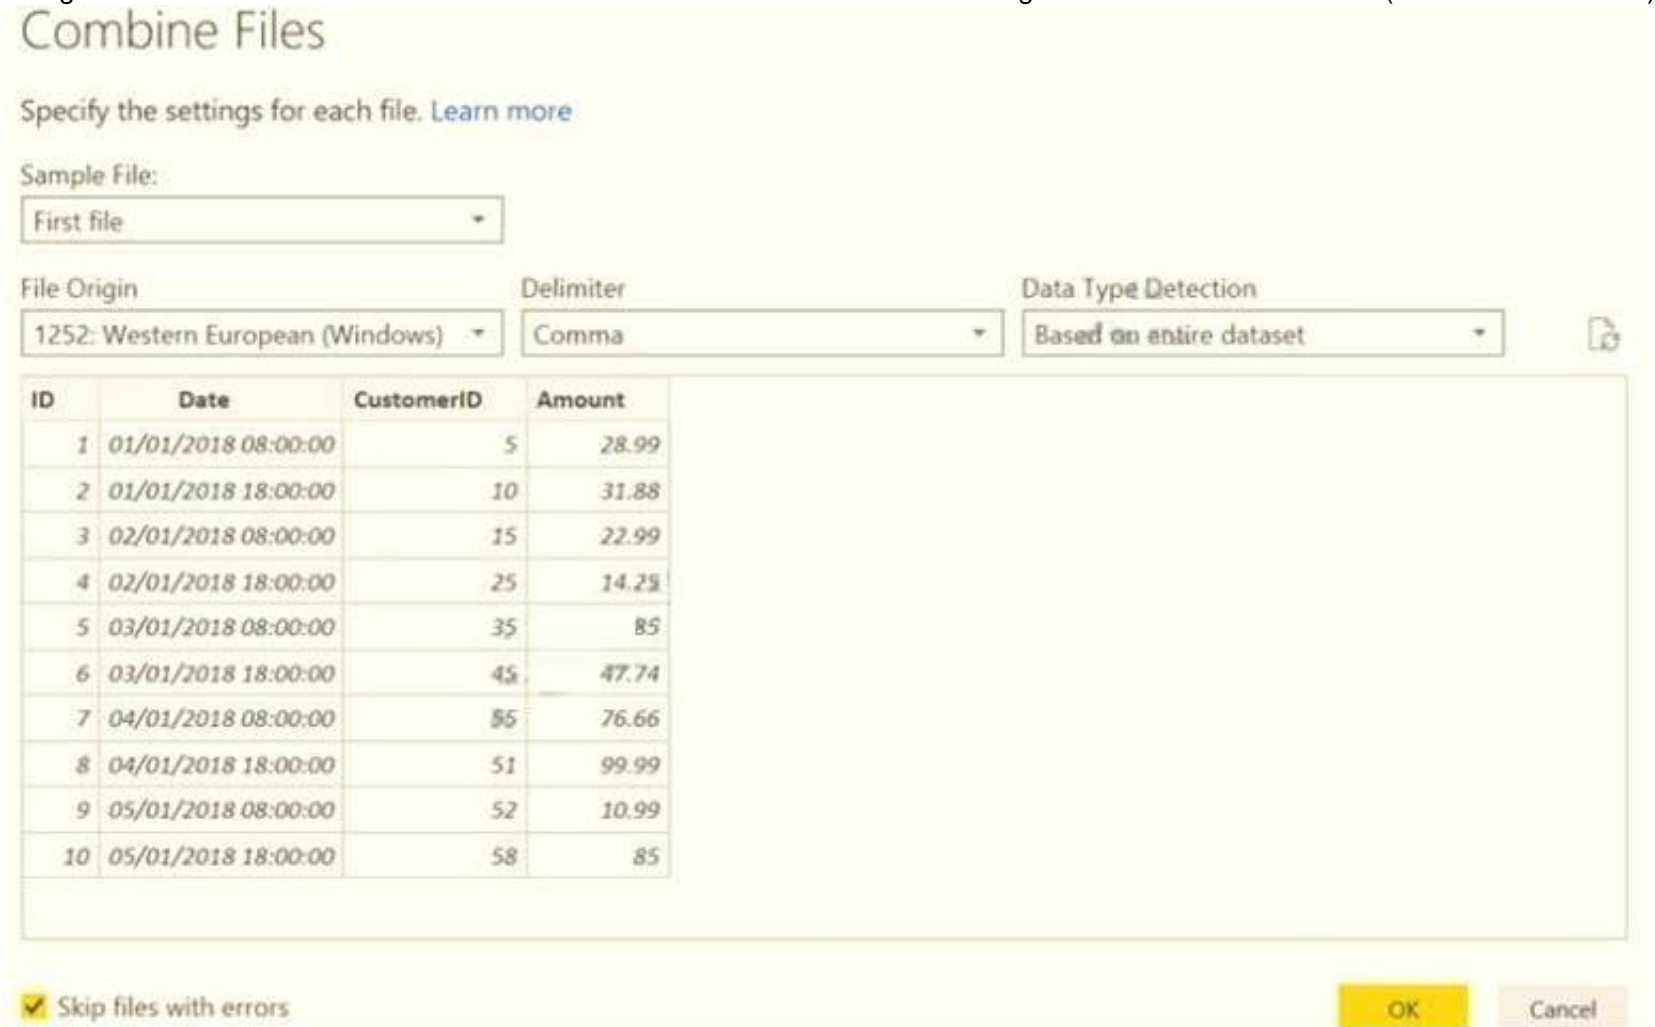 Combine Files
Specify the settings for each file. Learn more
Sample File:
First file
File Origin Delimiter Data Type Detection
1252: Western European (Windows) Comma Based on entire dataset
ID Date CustomerID Amount
1 01/01/2018 08:00:00 5 28.99
2 01/01/2018 18:00:00 10 31.88
3 02/01/2018 08:00:00 15 22.99
4 02/01/2018 18:00:00 25
5 03/01/2018 08:00:00 35 85
6 03/01/2018 18:00:00 45 47.74
7 04/01/2018 08:00:00 55 76.66
8 04/01/2018 18:00:00 51 99.99
9 05/01/2018 08:00:00 52 10.99
10 05/01/2018 18:00:00 58 85
Skip files with errors
OK Cancel